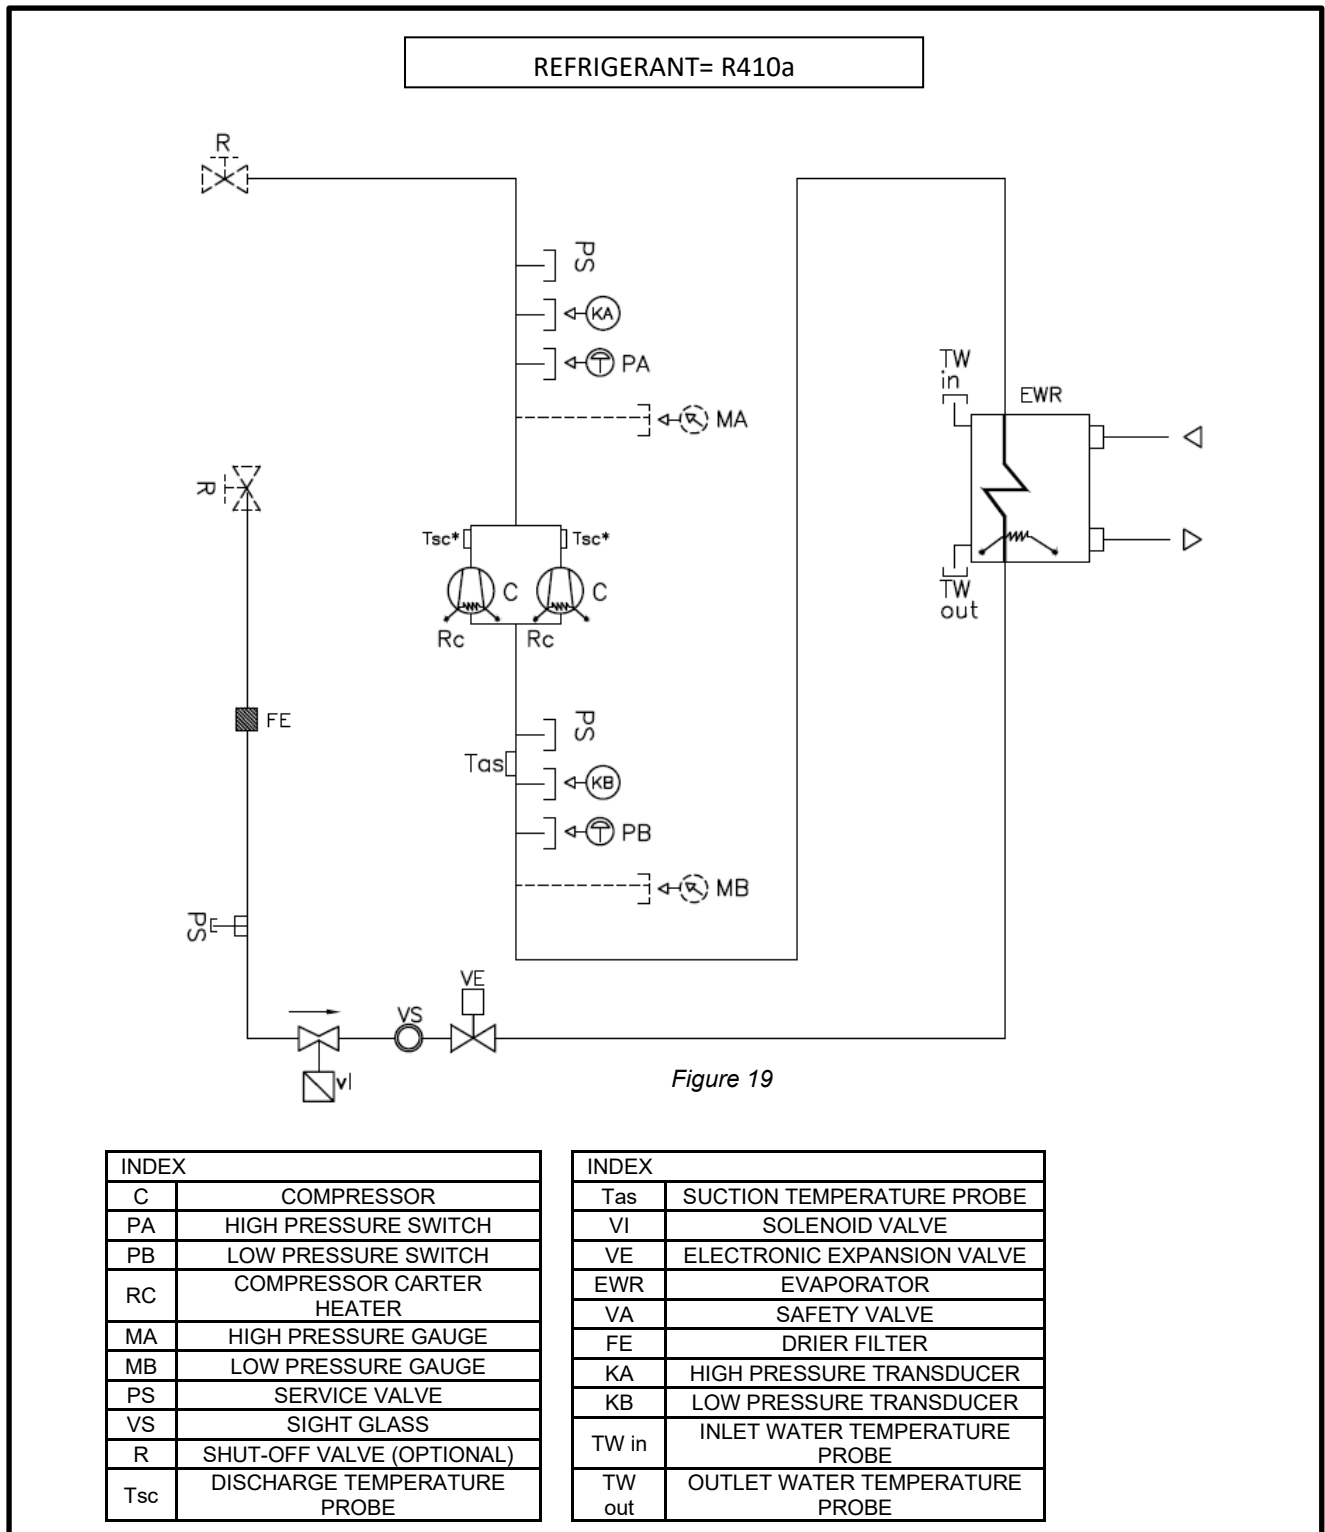 REFRIGERANT= R410a
R
PS
KA
PA
MA
TW
in
EWR
R
Tsc*
Tsc*
C
C
Rc
Rc
TW
out
FE
PS
Tas
KB
PB
MB
PS
VE
VS
vI
Figure 19
INDEX
C COMPRESSOR
PA HIGH PRESSURE SWITCH
PB LOW PRESSURE SWITCH
RC COMPRESSOR CARTER
HEATER
MA HIGH PRESSURE GAUGE
MB LOW PRESSURE GAUGE
PS SERVICE VALVE
VS SIGHT GLASS
R SHUT-OFF VALVE (OPTIONAL)
Tsc DISCHARGE TEMPERATURE
PROBE
INDEX
Tas SUCTION TEMPERATURE PROBE
VI SOLENOID VALVE
VE ELECTRONIC EXPANSION VALVE
EWR EVAPORATOR
VA SAFETY VALVE
FE DRIER FILTER
KA HIGH PRESSURE TRANSDUCER
KB LOW PRESSURE TRANSDUCER
TW in INLET WATER TEMPERATURE
PROBE
TW
out OUTLET WATER TEMPERATURE
PROBE